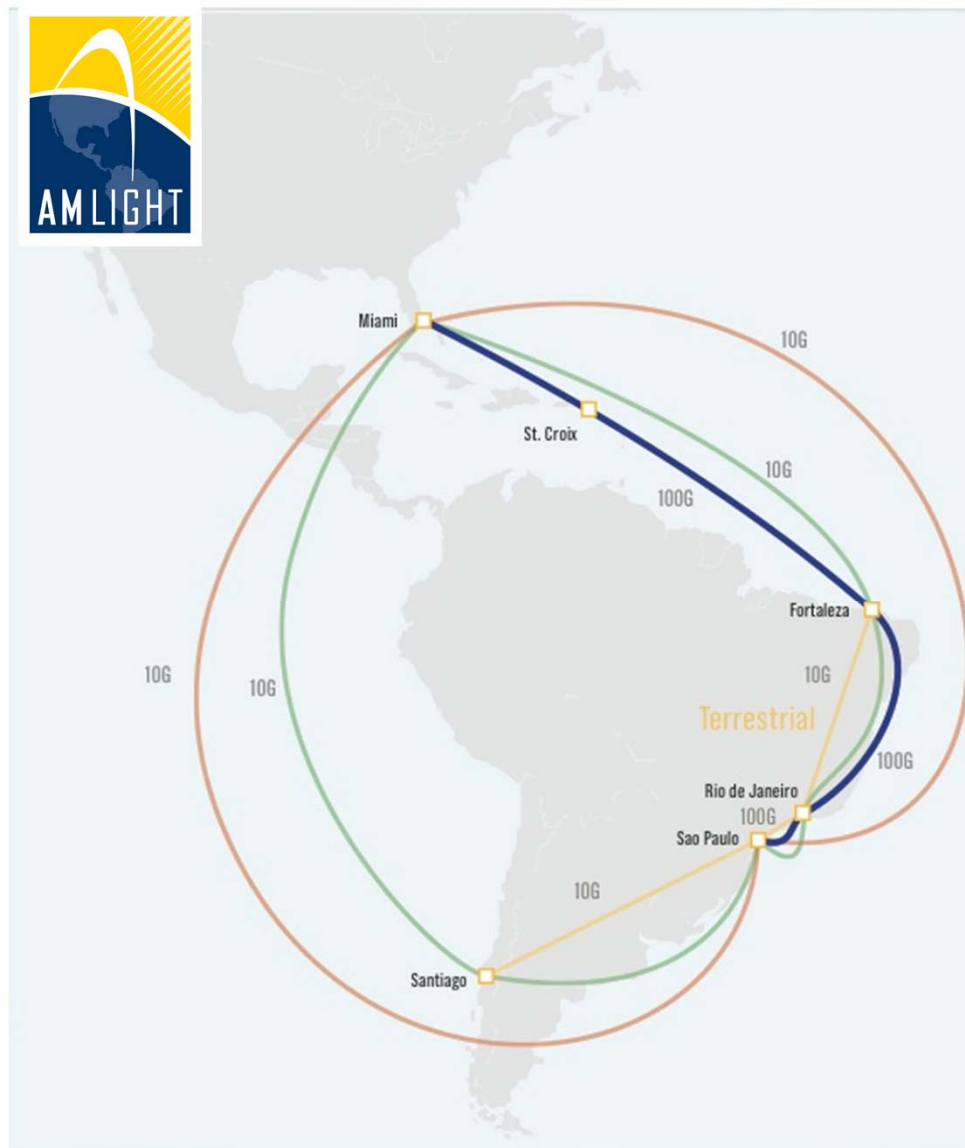 AMLIGHT
Miami
10G
St. Croix
10G
100G
Fortaleza
10G
10G
10G
Terrestrial
100G
Rio de Janeiro
100G
Sao Paulo
10G
Santiago